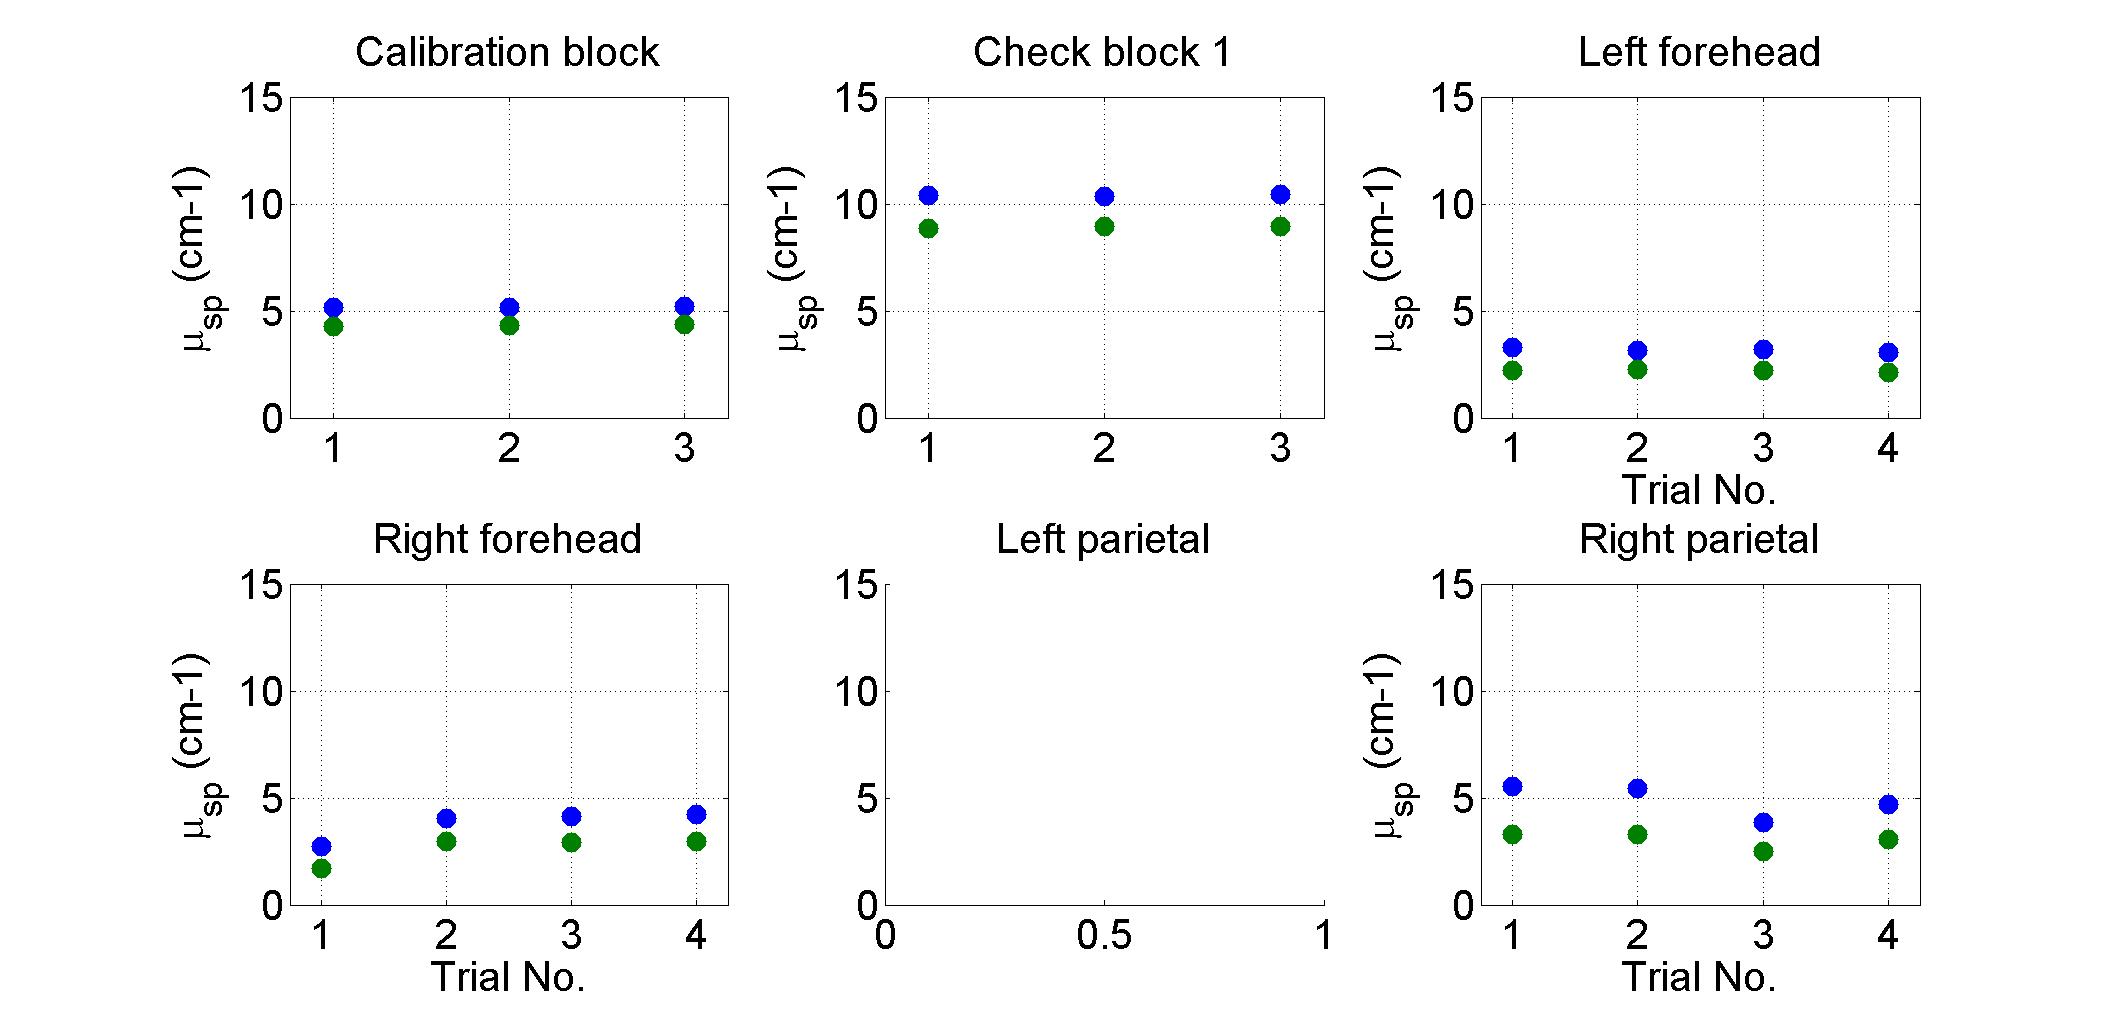 Calibration block
15
10
5
0
μsp (cm-1)
1 2 3
Check block 1
15
10
5
0
μsp (cm-1)
1 2 3
Left forehead
15
10
5
0
μsp (cm-1)
1 2 3 4
Trial No.
Right forehead
15
10
5
0
μsp (cm-1)
1 2 3 4
Trial No.
Left parietal
15
10
5
0
0 0.5 1
Right parietal
15
10
5
0
μsp (cm-1)
1 2 3 4
Trial No.